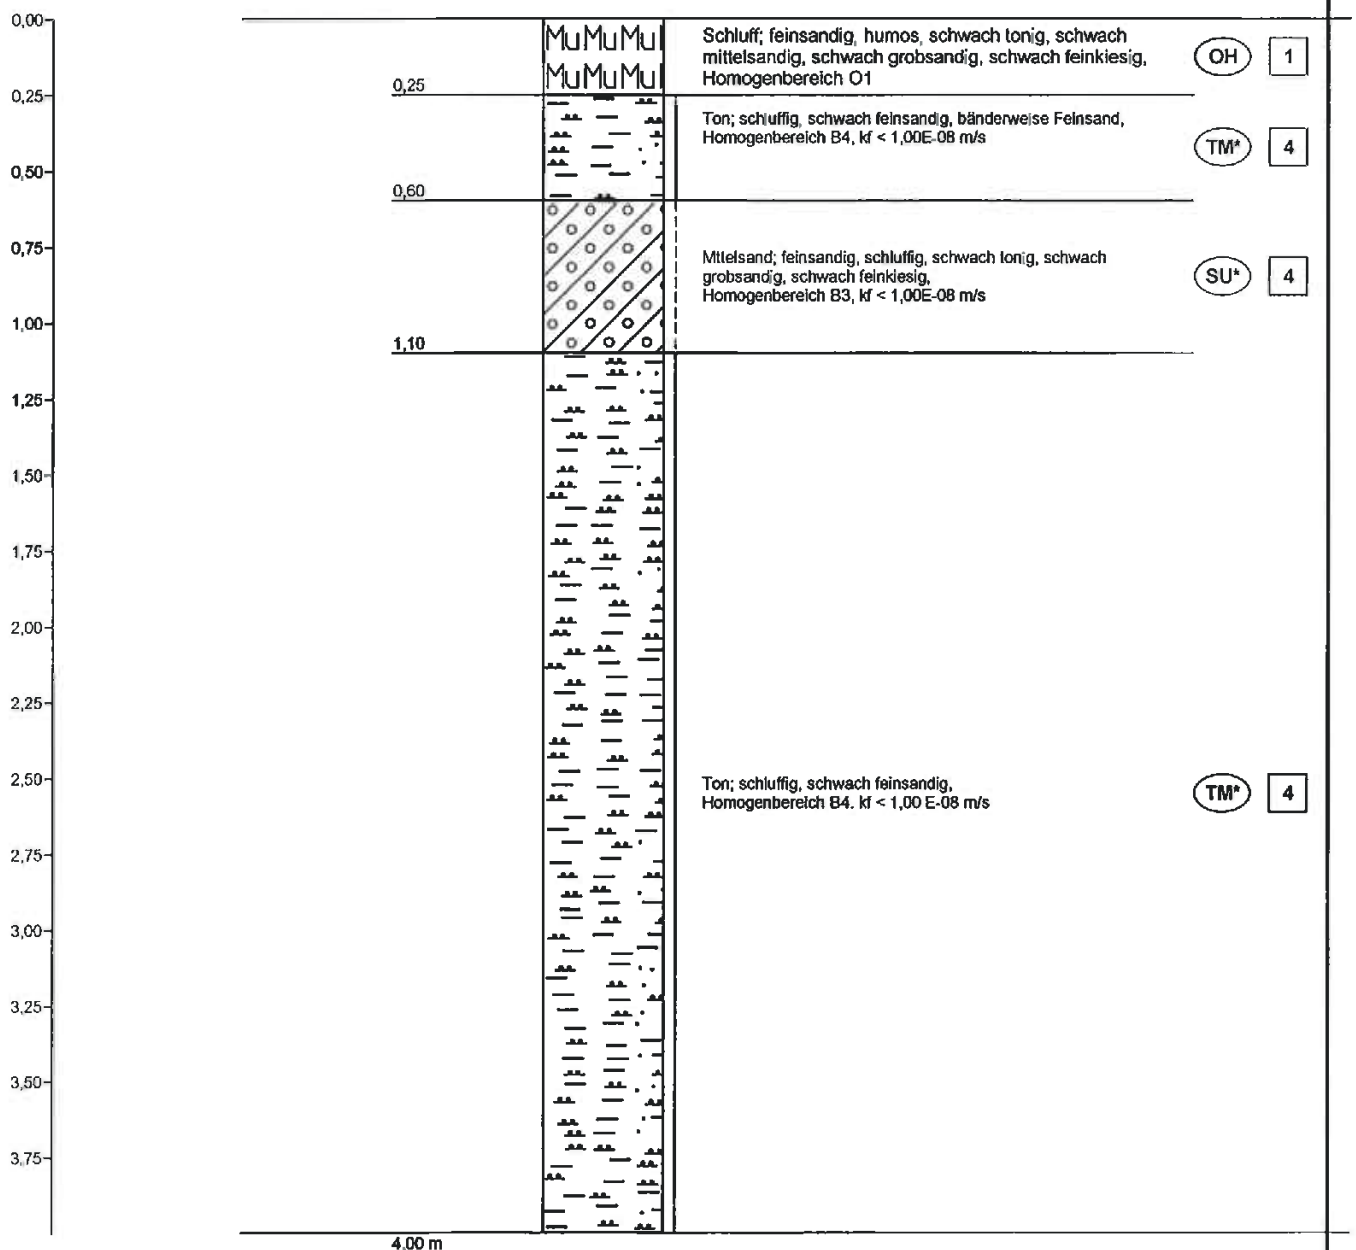 0,00
MuMuMu
Schluff; feinsandig, humos, schwach tonig, schwach
mittelsandig, schwach grobsandig, schwach feinkiesig,
Homogenbereich O1
OH 1
MuMuMu
0,25
0,25
Ton; schluffig, schwach feinsandig, bänderweise Feinsand,
Homogenbereich B4, kf < 1,00E-08 m/s
TM* 4
0,50
0,60
0,75
Mttelsand; feinsandig, schluffig, schwach tonig, schwach
grobsandig, schwach feinkiesig,
Homogenbereich B3, kf < 1,00E-08 m/s
SU* 4
1,00
1,10
1,25
1,50
1,75
2,00
2,25
2,50
Ton; schluffig, schwach feinsandig,
Homogenbereich B4. kf < 1,00 E-08 m/s
TM* 4
2,75
3,00
3,25
3,50
3,75
4,00 m